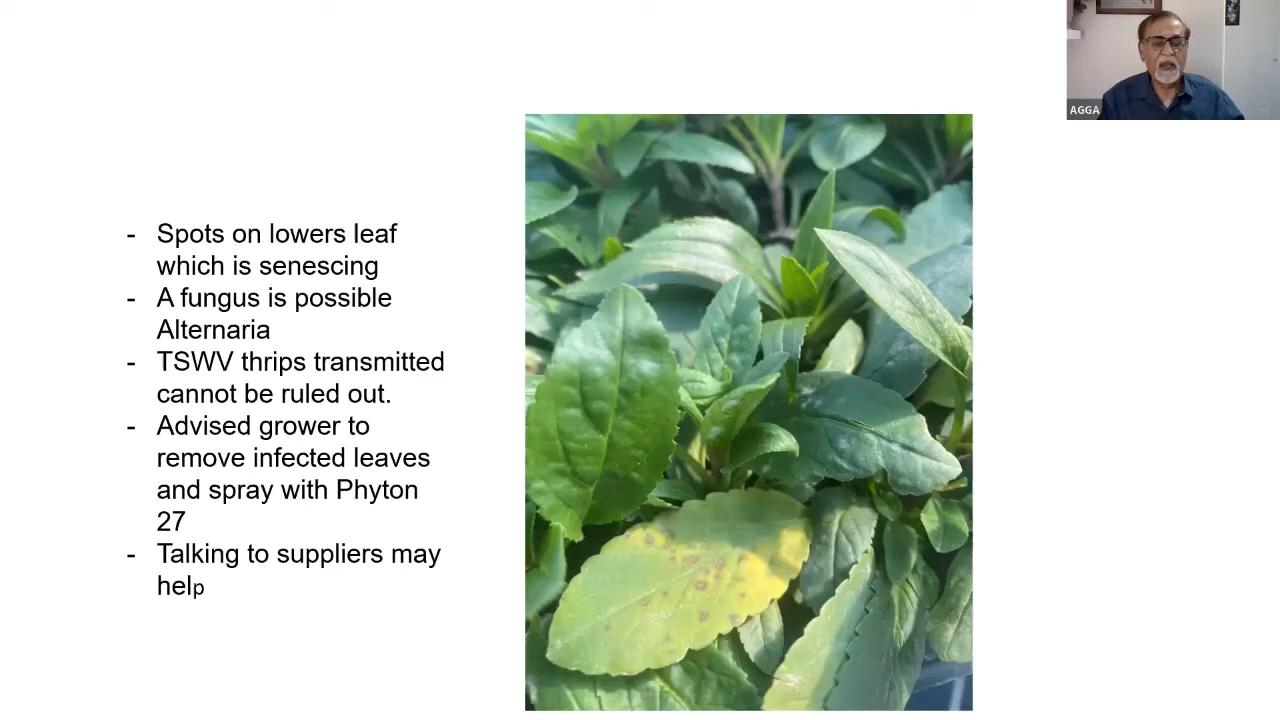 - Spots on lowers leaf
which is senescing
- A fungus is possible
Alternaria
- TSWV thrips transmitted
cannot be ruled out.
- Advised grower to
remove infected leaves
and spray with Phyton
27
- Talking to suppliers may
help
AGGA